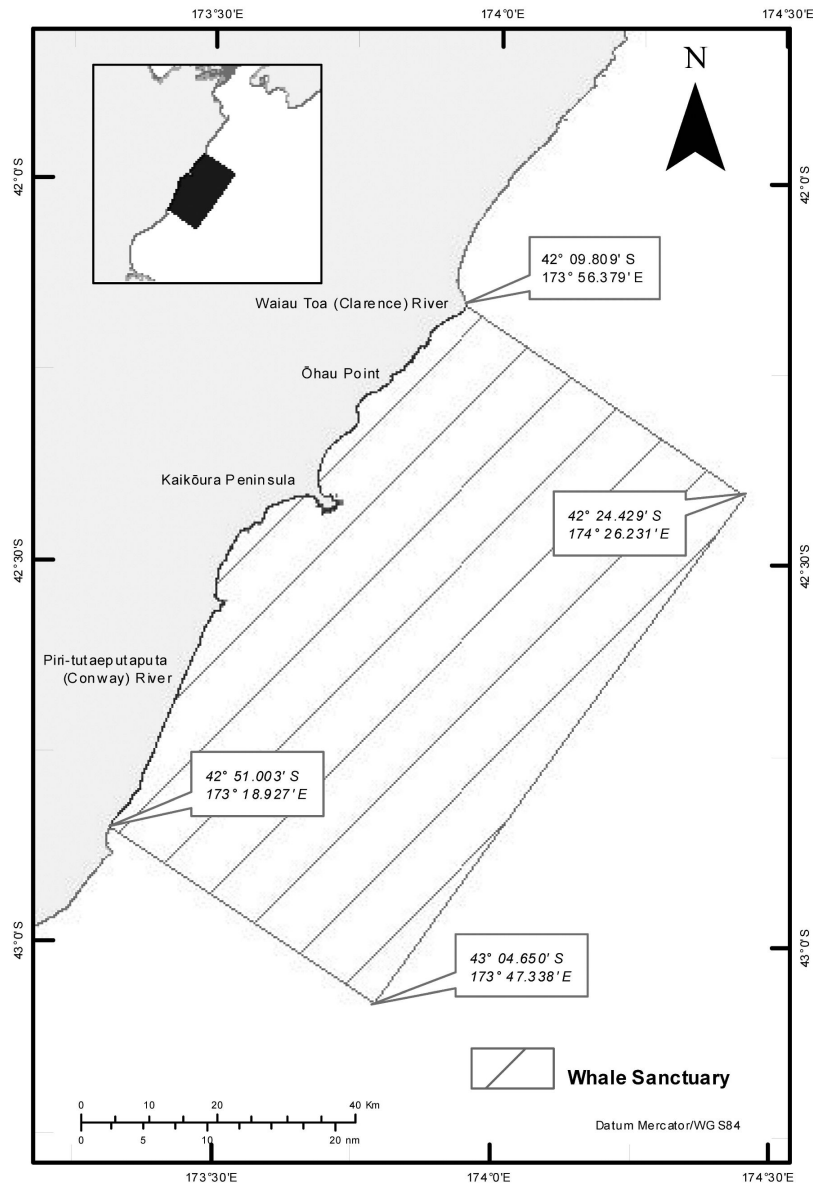 173°30'E 174°0'E 174°30'E
N
42°0'S 42°0'S
42° 09.809' S
173° 56.379' E
Waiau Toa (Clarence) River
Ōhau Point
Kaikōura Peninsula
42° 24.429' S
174° 26.231' E
42°30'S 42°30'S
Piri-tutaeputaputa
(Conway) River
42° 51.003' S
173° 18.927' E
43°0'S 43°0'S
43° 04.650' S
173° 47.338' E
Whale Sanctuary
0 10 20 40 Km
0 5 10 20 nm
Datum Mercator/WGS84
173°30'E 174°0'E 174°30'E